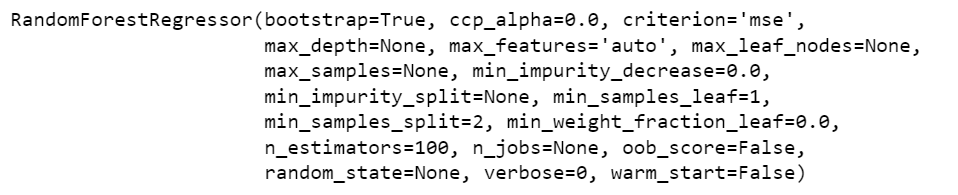 RandomForestRegressor(bootstrap=True, ccp_alpha=0.0, criterion='mse',
                      max_depth=None, max_features='auto', max_leaf_nodes=None,
                      max_samples=None, min_impurity_decrease=0.0,
                      min_impurity_split=None, min_samples_leaf=1,
                      min_samples_split=2, min_weight_fraction_leaf=0.0,
                      n_estimators=100, n_jobs=None, oob_score=False,
                      random_state=None, verbose=0, warm_start=False)